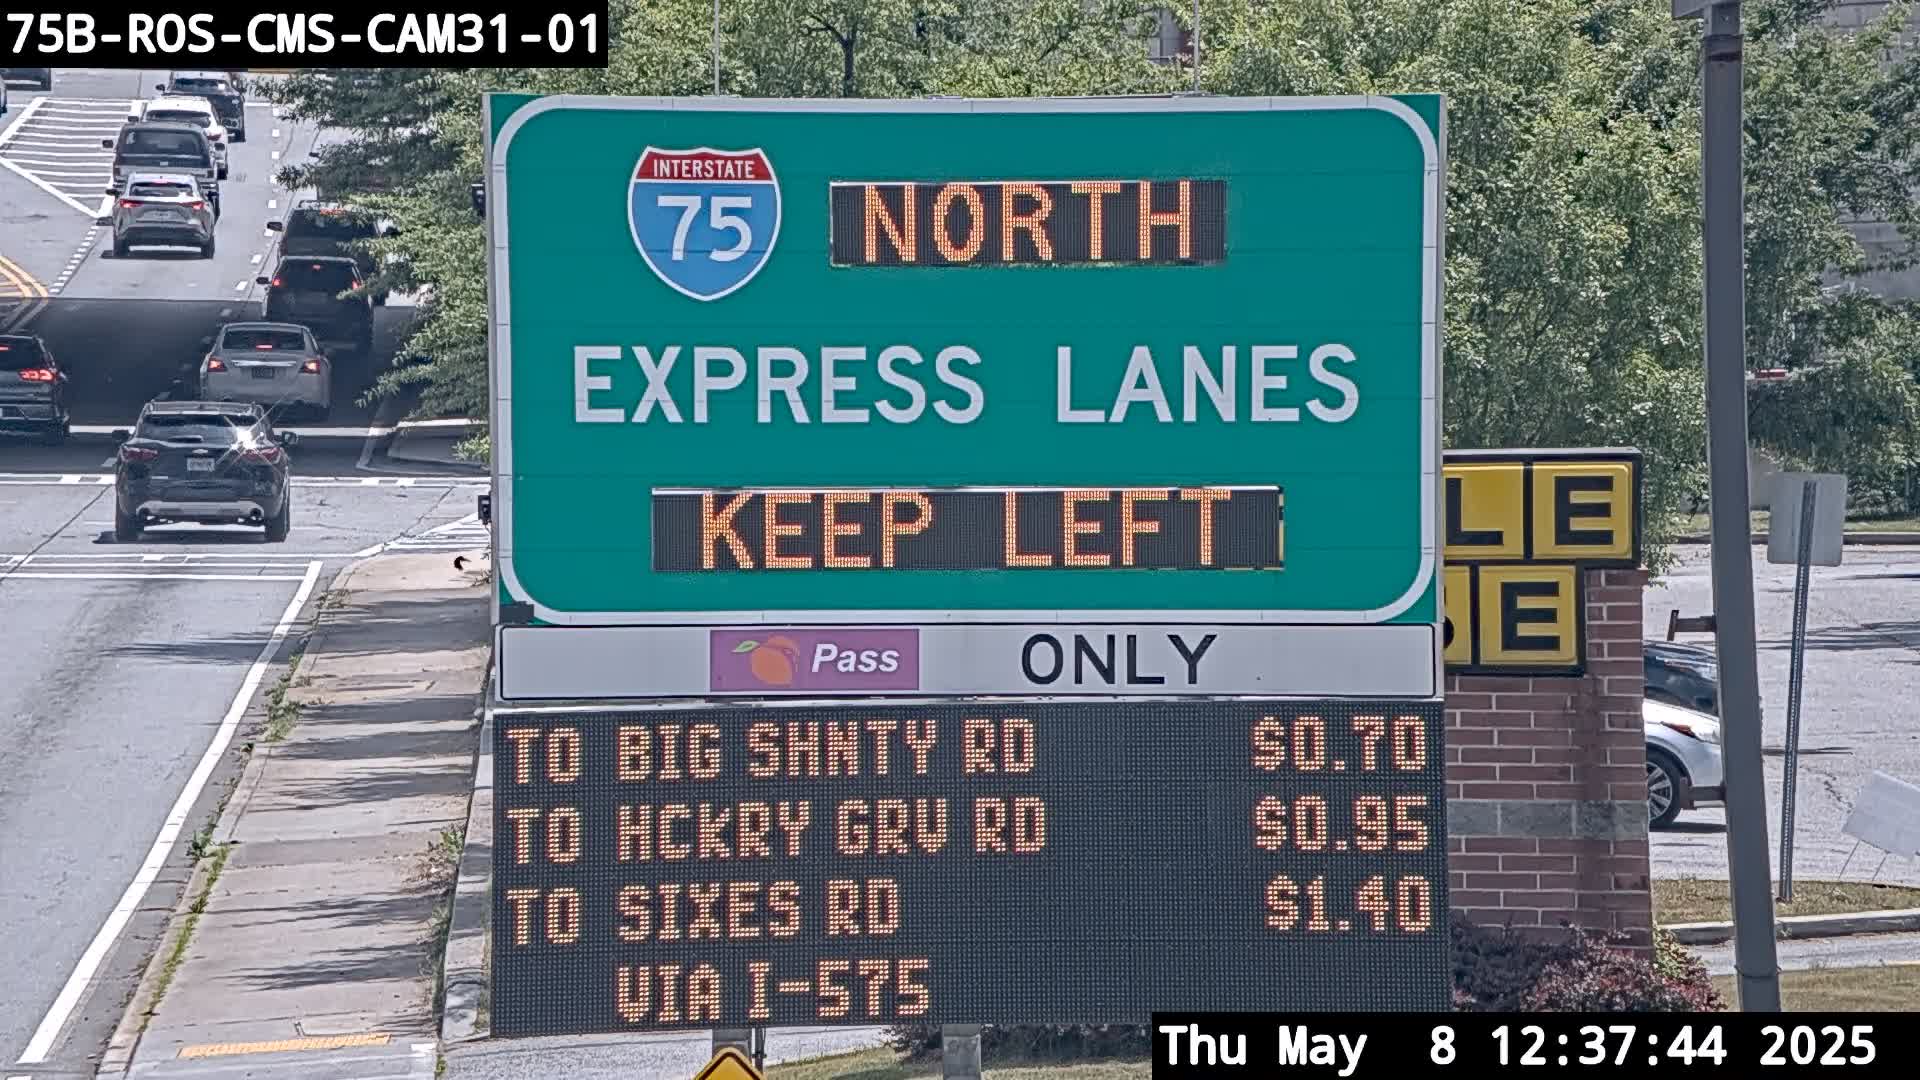 75B-ROS-CMS-CAM31-01
INTERSTATE
75
NORTH
EXPRESS LANES
KEEP LEFT
Pass ONLY
TO BIG SHNTY RD $0.70
TO HCKRY GRV RD $0.95
TO SIXES RD $1.40
VIA I-575
LE
E
Thu May 8 12:37:44 2025